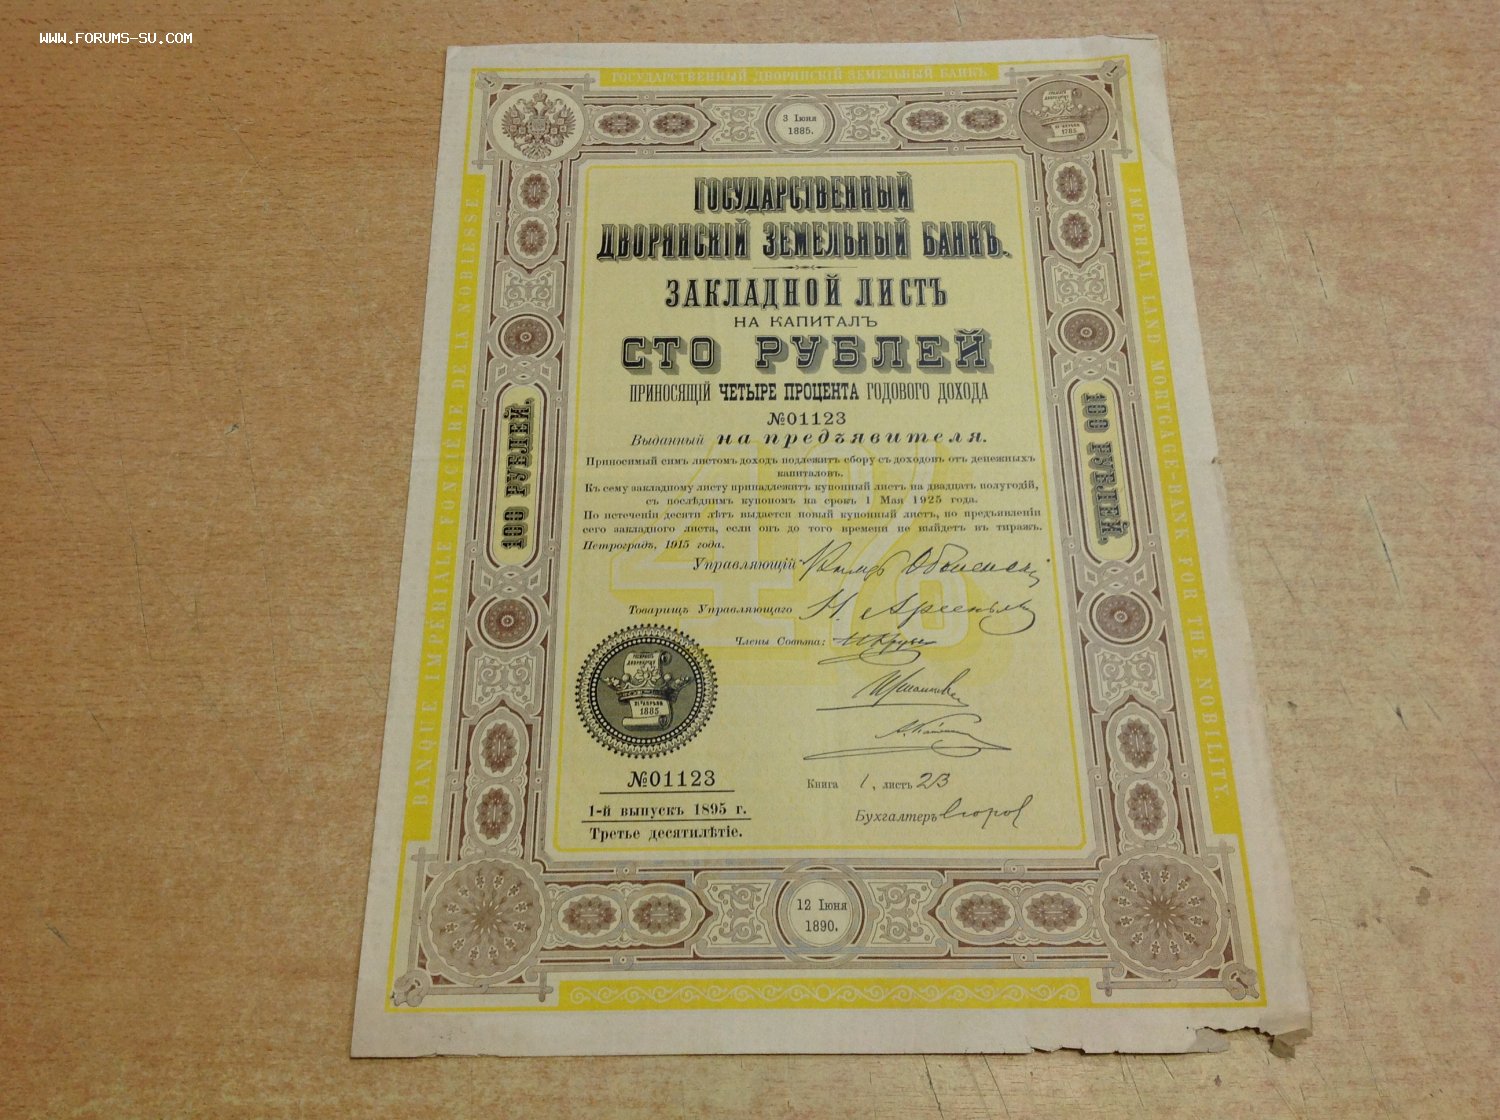 WWW.FORUMS-SU.COM
ГОСУДАРСТВЕННЫЙ ДВОРЯНСКІЙ ЗЕМЕЛЬНЫЙ БАНКЪ
3 Іюня
1885.
ГОСУДАРСТВЕННЫЙ
ДВОРЯНСКІЙ ЗЕМЕЛЬНЫЙ БАНКЪ.
ЗАКЛАДНОЙ ЛИСТЪ
НА КАПИТАЛЪ
СТО РУБЛЕЙ
ПРИНОСЯЩІЙ ЧЕТЫРЕ ПРОЦЕНТА ГОДОВОГО ДОХОДА
№01123
Выданный на предъявителя.
Приносимый симъ листомъ доходъ подлежитъ сбору съ доходовъ отъ денежныхъ
капиталовъ.
Къ сему закладному листу принадлежитъ купонный листъ на двадцать полугодій,
съ послѣднимъ купономъ на срокъ 1 Мая 1925 года.
По истеченіи десяти лѣтъ выдается новый купонный листъ, по предъявленіи
сего закладного листа, если онъ до того времени не выйдетъ въ тиражъ.
Петроградъ, 1915 года.
Управляющій
Товарищъ Управляющаго
Члены Совѣта:
4%
1885
№01123
1-й выпускъ 1895 г.
Третье десятилѣтіе.
Книга 1, листъ 23
Бухгалтеръ
12 Іюня
1890.
100 РУБЛЕЙ.
100 РУБЛЕЙ.
BANQUE IMPÉRIALE FONCIÈRE DE LA NOBLESSE
IMPERIAL LAND MORTGAGE-BANK FOR THE NOBILITY.
1785